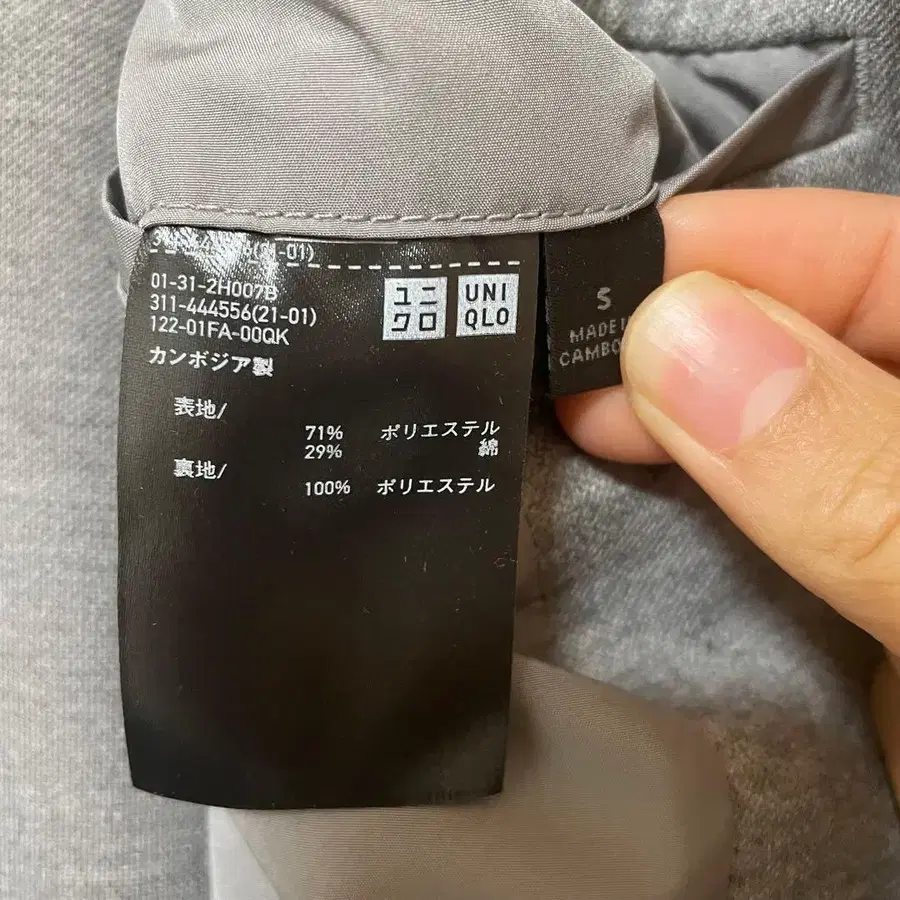 01-31-2H007B
311-444556(21-01)
122-01FA-00QK
カンボジア製
ユニ
クロ
UNI
QLO
表地/
71% ポリエステル
29% 綿
裏地/
100% ポリエステル
S
MADE